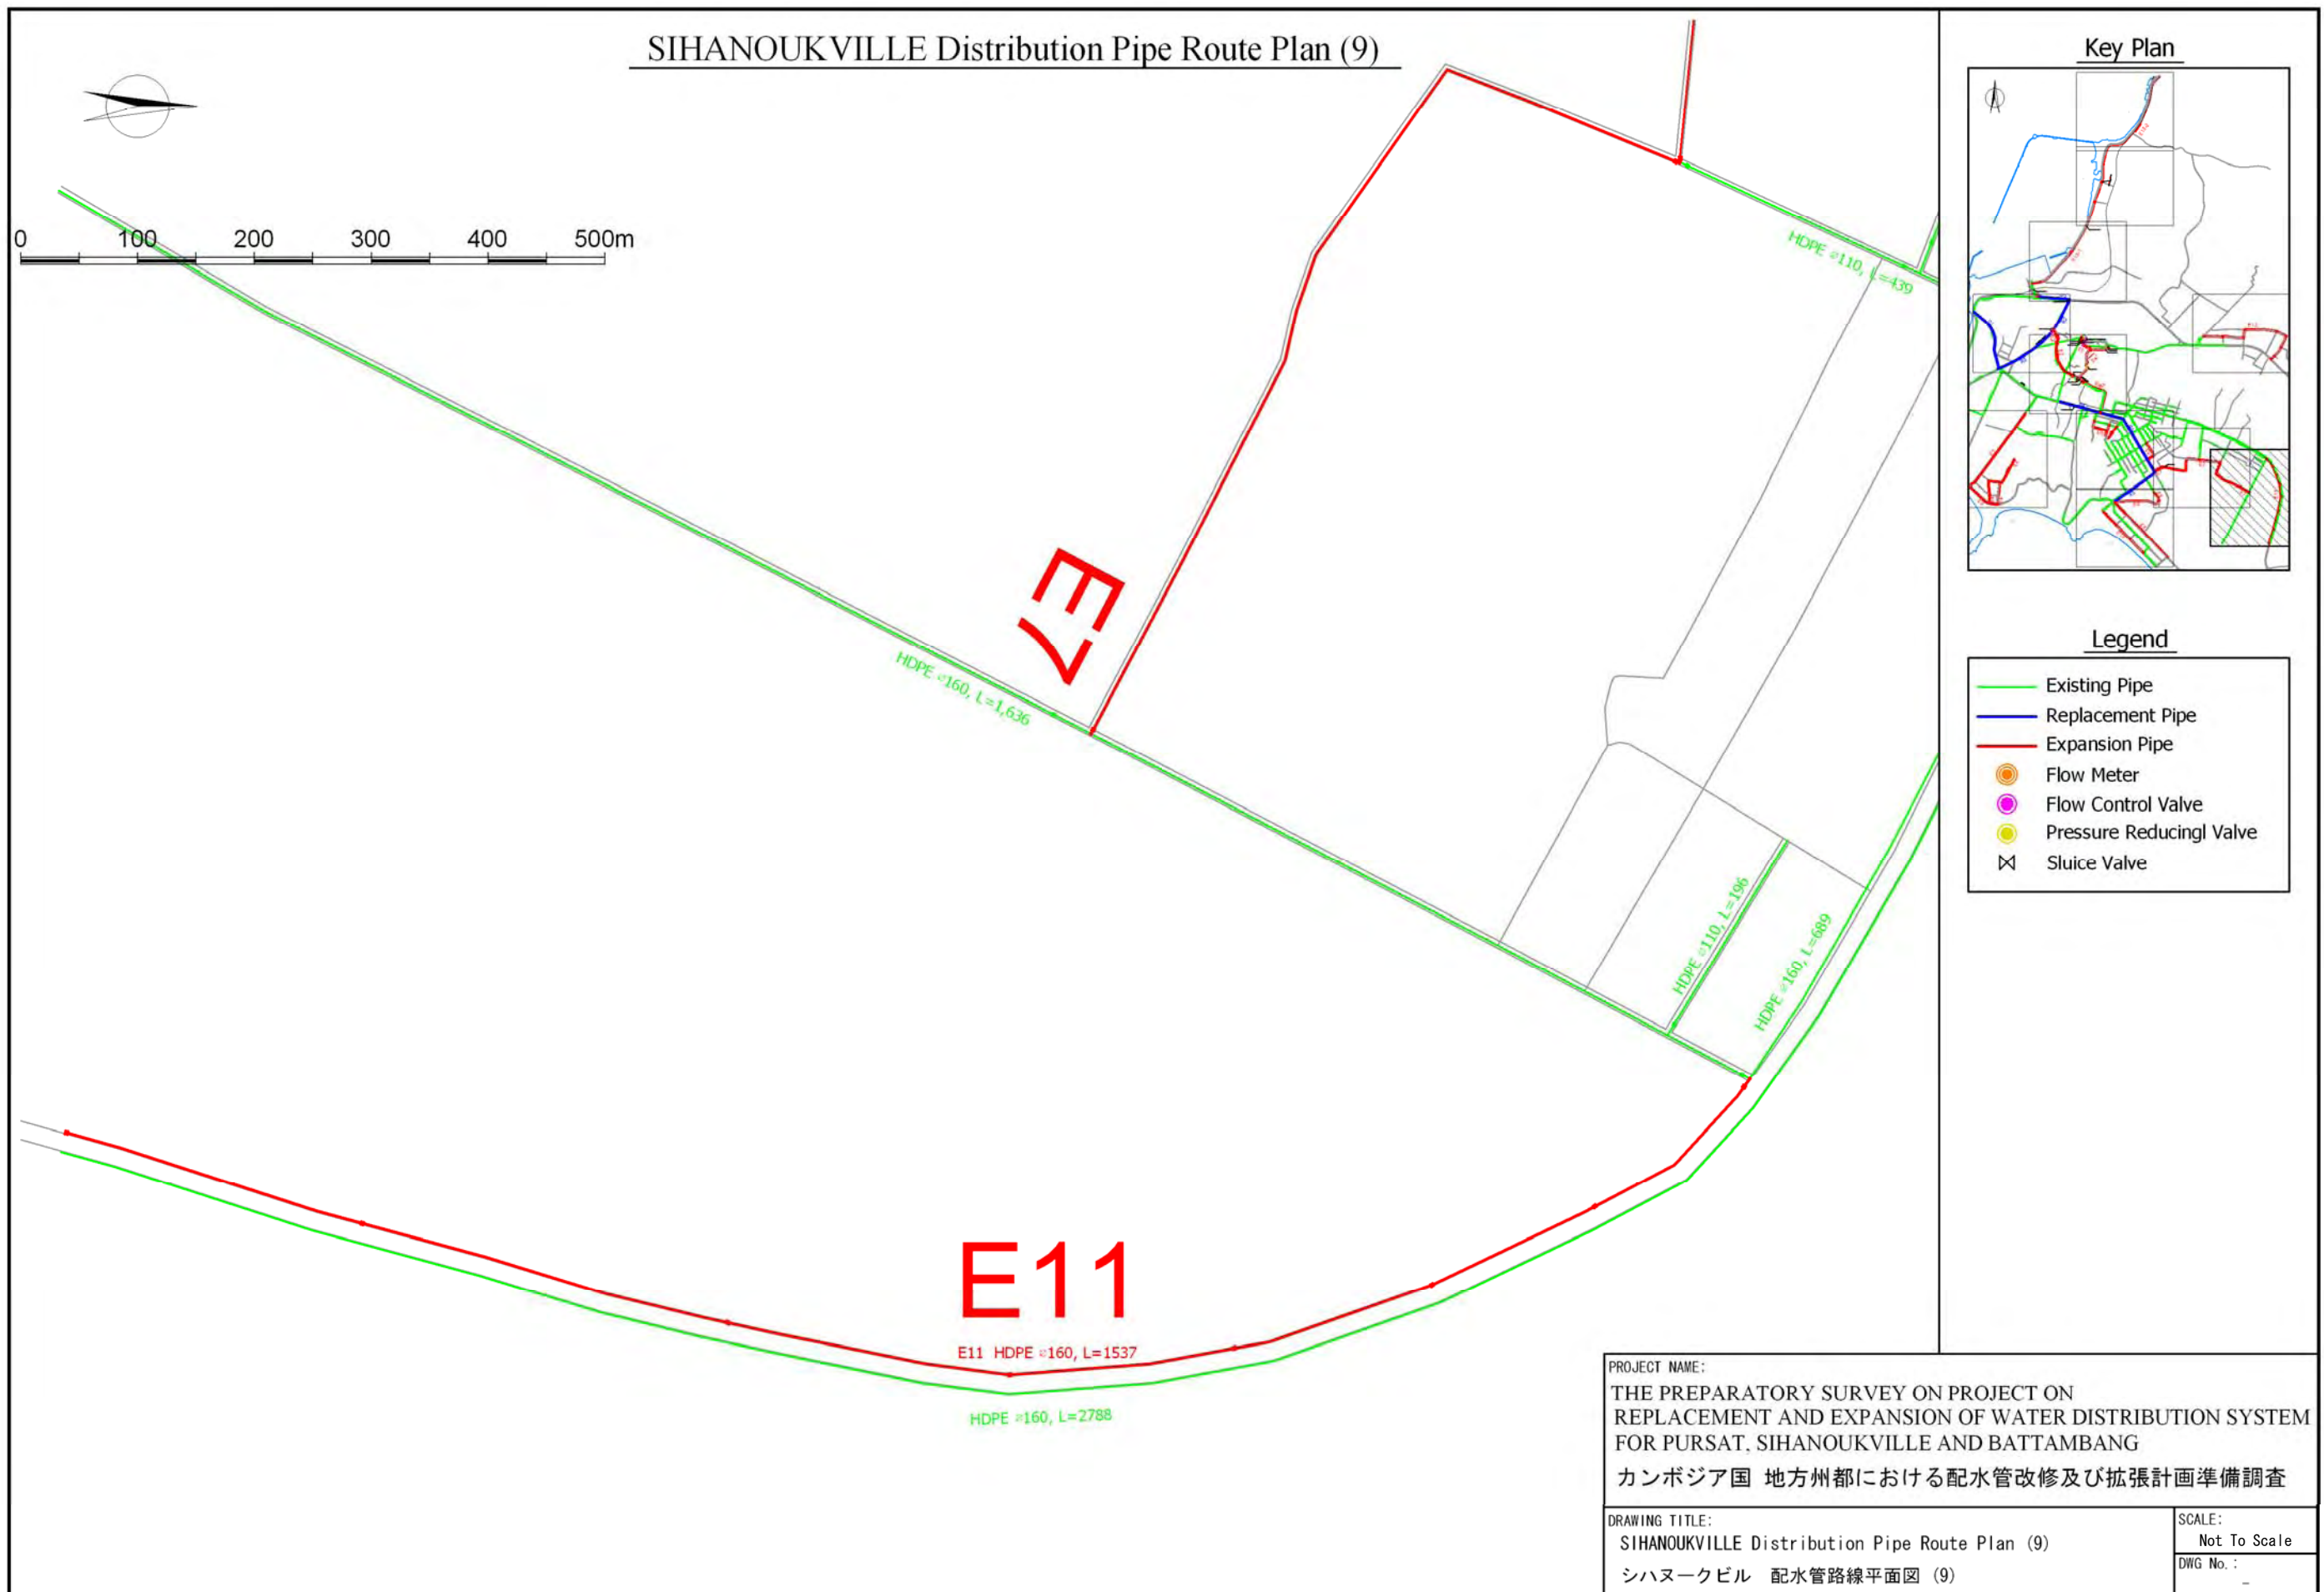 SIHANOUKVILLE Distribution Pipe Route Plan (9)
0 100 200 300 400 500m
HDPE ⌀110, L=439
E7
HDPE ⌀160, L=1,636
HDPE ⌀110, L=196
HDPE ⌀160, L=689
E11
E11 HDPE ⌀160, L=1537
HDPE ⌀160, L=2788
Key Plan
Legend
Existing Pipe
Replacement Pipe
Expansion Pipe
Flow Meter
Flow Control Valve
Pressure Reducingl Valve
Sluice Valve
PROJECT NAME:
THE PREPARATORY SURVEY ON PROJECT ON
REPLACEMENT AND EXPANSION OF WATER DISTRIBUTION SYSTEM
FOR PURSAT, SIHANOUKVILLE AND BATTAMBANG
カンボジア国 地方州都における配水管改修及び拡張計画準備調査
DRAWING TITLE:
SIHANOUKVILLE Distribution Pipe Route Plan (9)
シハヌークビル 配水管路線平面図 (9)
SCALE:
Not To Scale
DWG No.:
–